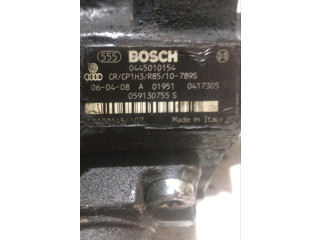 555 BOSCH
0445010154
CR/CP1H3/R85/10-789S
06-04-08 A 01951 0417305
059130755 S
Made in Italy